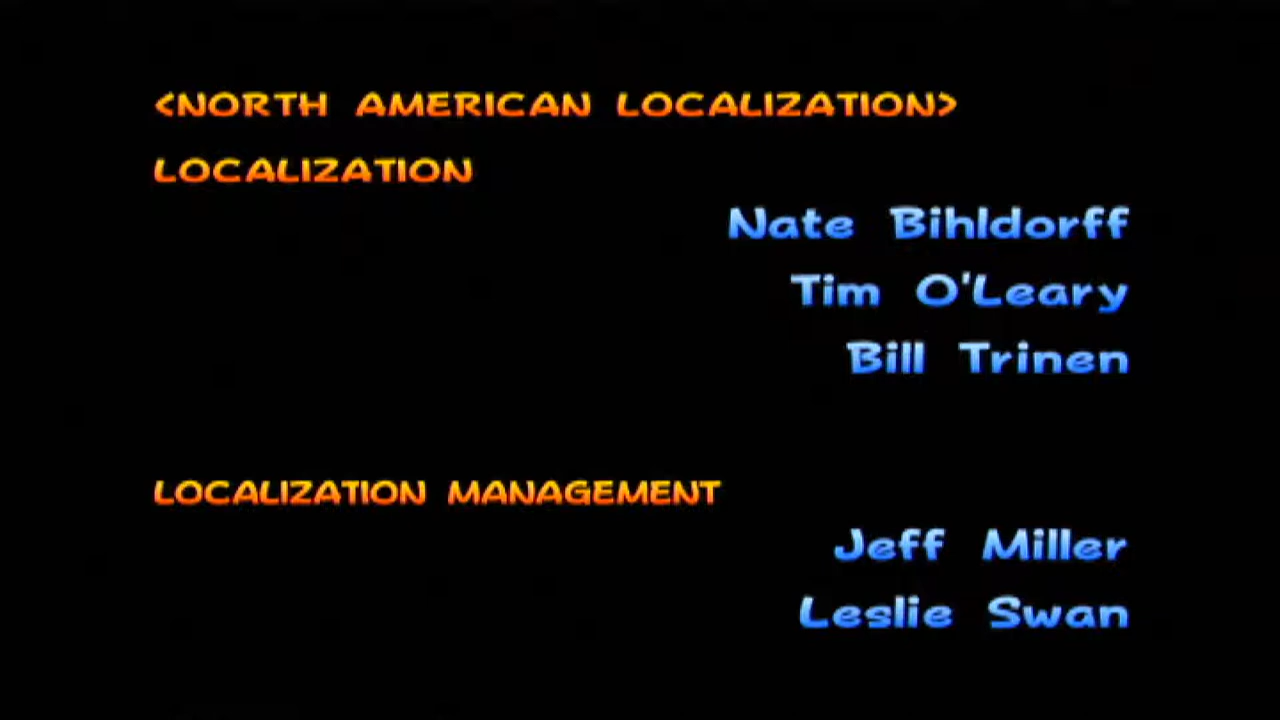 <NORTH AMERICAN LOCALIZATION>
LOCALIZATION
Nate Bihldorff
Tim O'Leary
Bill Trinen
LOCALIZATION MANAGEMENT
Jeff Miller
Leslie Swan